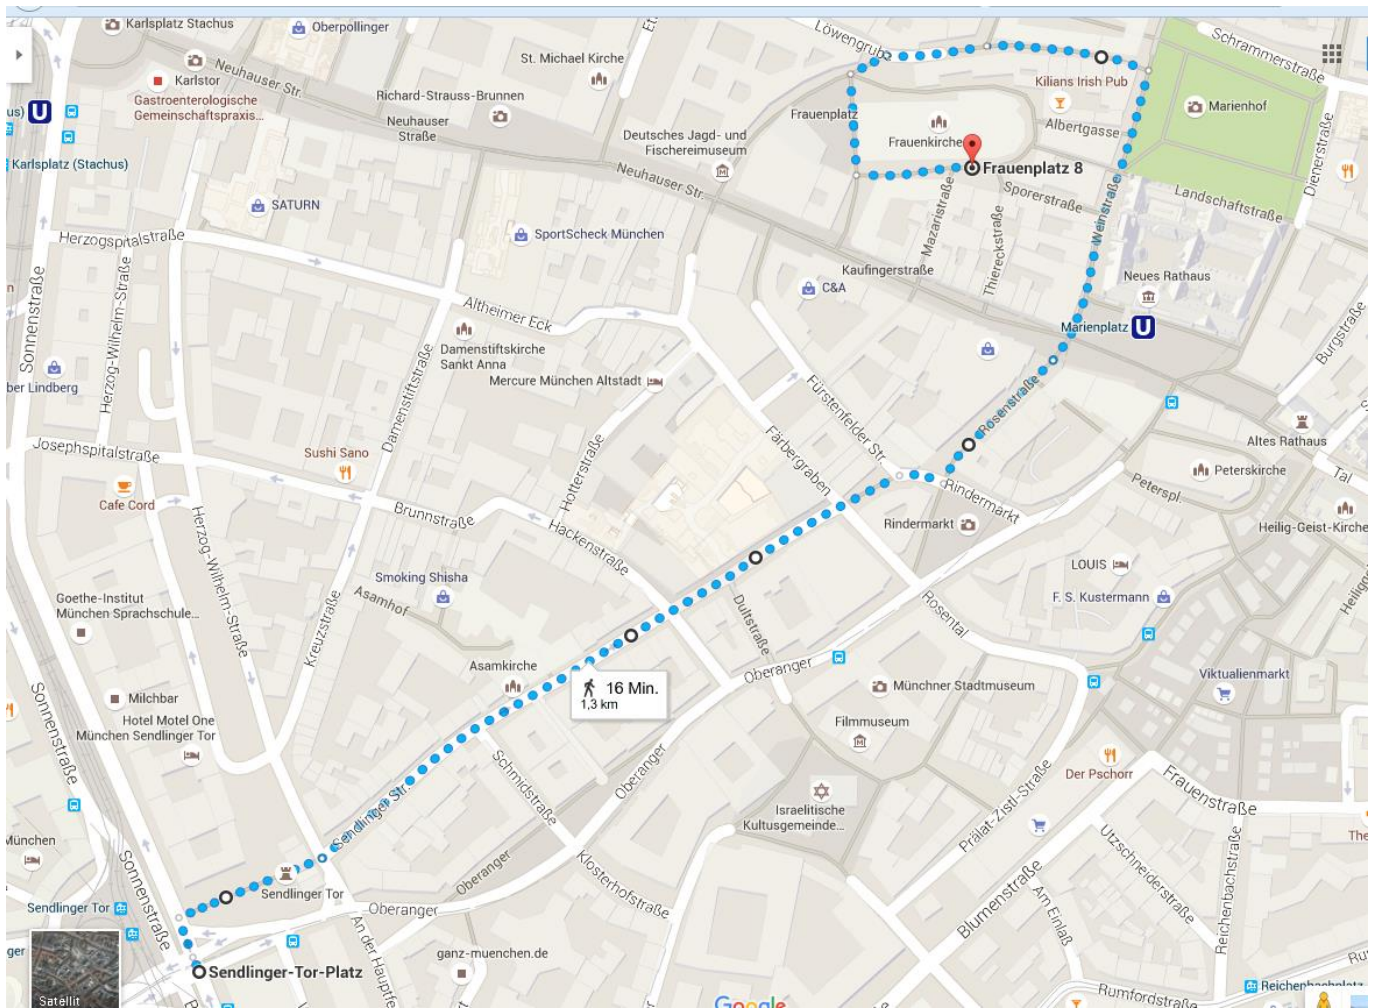 Karlsplatz Stachus
Oberpollinger
Löwengrube
Schrammerstraße
Karlstor
Neuhauser Str.
St. Michael Kirche
Kilians Irish Pub
Marienhof
Gastroenterologische
Gemeinschaftspraxis...
Richard-Strauss-Brunnen
Neuhauser
Straße
U
Frauenplatz
Albertgasse
Dienerstraße
Deutsches Jagd- und
Fischereimuseum
Frauenkirche
Karlsplatz (Stachus)
Neuhauser Str.
Frauenplatz 8
Sporerstraße
Landschaftstraße
SATURN
Mazaristraße
Thiereckstraße
Weinstraße
Herzogspitalstraße
SportScheck München
Kaufingerstraße
Neues Rathaus
C&A
Sonnenstraße
Herzog-Wilhelm-Straße
Altheimer Eck
Marienplatz
U
Burgstraße
Damenstiftskirche
Sankt Anna
Damenstiftstraße
Mercure München Altstadt
Fürstenfelder Str.
Rosenstraße
ber Lindberg
Josephspitalstraße
Sushi Sano
Hotterstraße
Färbergraben
Altes Rathaus
Peterskirche
Tal
Cafe Cord
Brunnstraße
Hackenstraße
Rindermarkt
Rindermarkt
Peterspl
Heilig-Geist-Kirche
Herzog-Wilhelm-Straße
Smoking Shisha
Asamhof
LOUIS
F. S. Kustermann
Goethe-Institut
München Sprachschule...
Kreuzstraße
Dultstraße
Rosental
Asamkirche
Oberanger
Viktualienmarkt
16 Min.
1,3 km
Münchner Stadtmuseum
Milchbar
Hotel Motel One
München Sendlinger Tor
Filmmuseum
Sonnenstraße
Schmidstraße
Oberanger
Der Pschorr
Frauenstraße
Sendlinger Str.
Israelitische
Kultusgemeinde...
Prälat-Zistl-Straße
München
Utzschneiderstraße
Reichenbachstraße
Sonnenstraße
Oberanger
Klosterhofstraße
Blumenstraße
Am Einlaß
Sendlinger Tor
Sendlinger Tor
Oberanger
ganz-muenchen.de
Sendlinger-Tor-Platz
Satellit
Google
Reichenbachplatz
Rumfordstraße